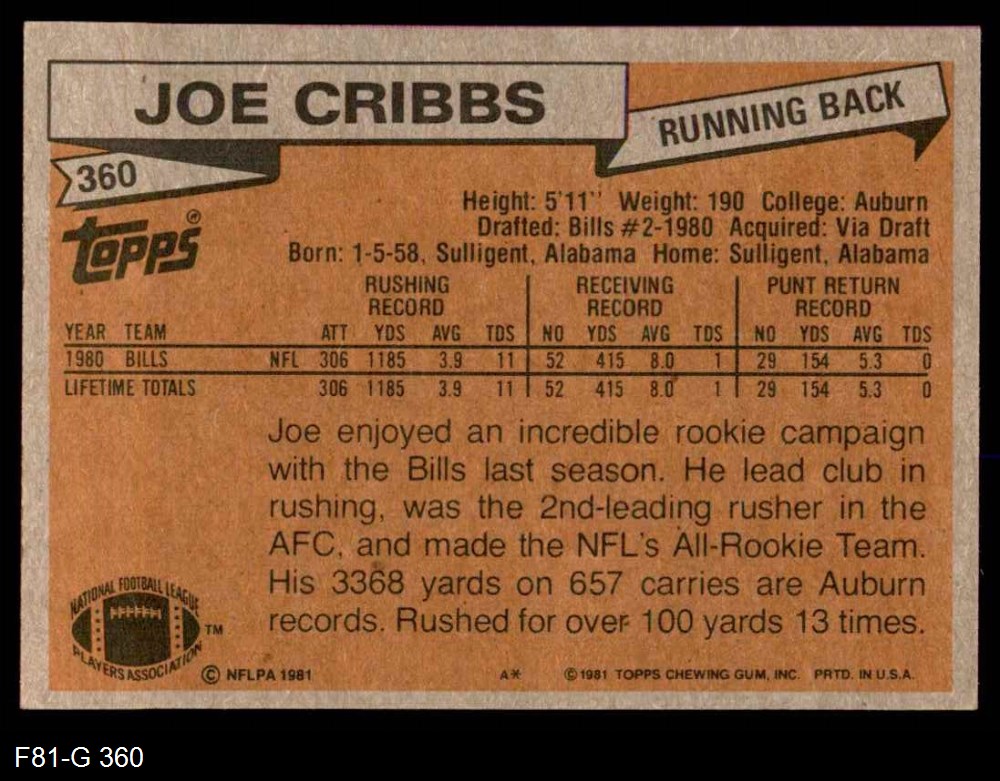 JOE CRIBBS
RUNNING BACK
360
topps®
Height: 5'11'' Weight: 190 College: Auburn
Drafted: Bills #2-1980 Acquired: Via Draft
Born: 1-5-58, Sulligent, Alabama Home: Sulligent, Alabama
RUSHING RECORD RECEIVING RECORD PUNT RETURN RECORD
YEAR TEAM ATT YDS AVG TDS NO YDS AVG TDS NO YDS AVG TDS
1980 BILLS NFL 306 1185 3.9 11 52 415 8.0 1 29 154 5.3 0
LIFETIME TOTALS 306 1185 3.9 11 52 415 8.0 1 29 154 5.3 0
Joe enjoyed an incredible rookie campaign
with the Bills last season. He lead club in
rushing, was the 2nd-leading rusher in the
AFC, and made the NFL's All-Rookie Team.
His 3368 yards on 657 carries are Auburn
records. Rushed for over 100 yards 13 times.
NATIONAL FOOTBALL LEAGUE
PLAYERS ASSOCIATION
TM
© NFLPA 1981 A* © 1981 TOPPS CHEWING GUM, INC. PRTD. IN U.S.A.
F81-G 360